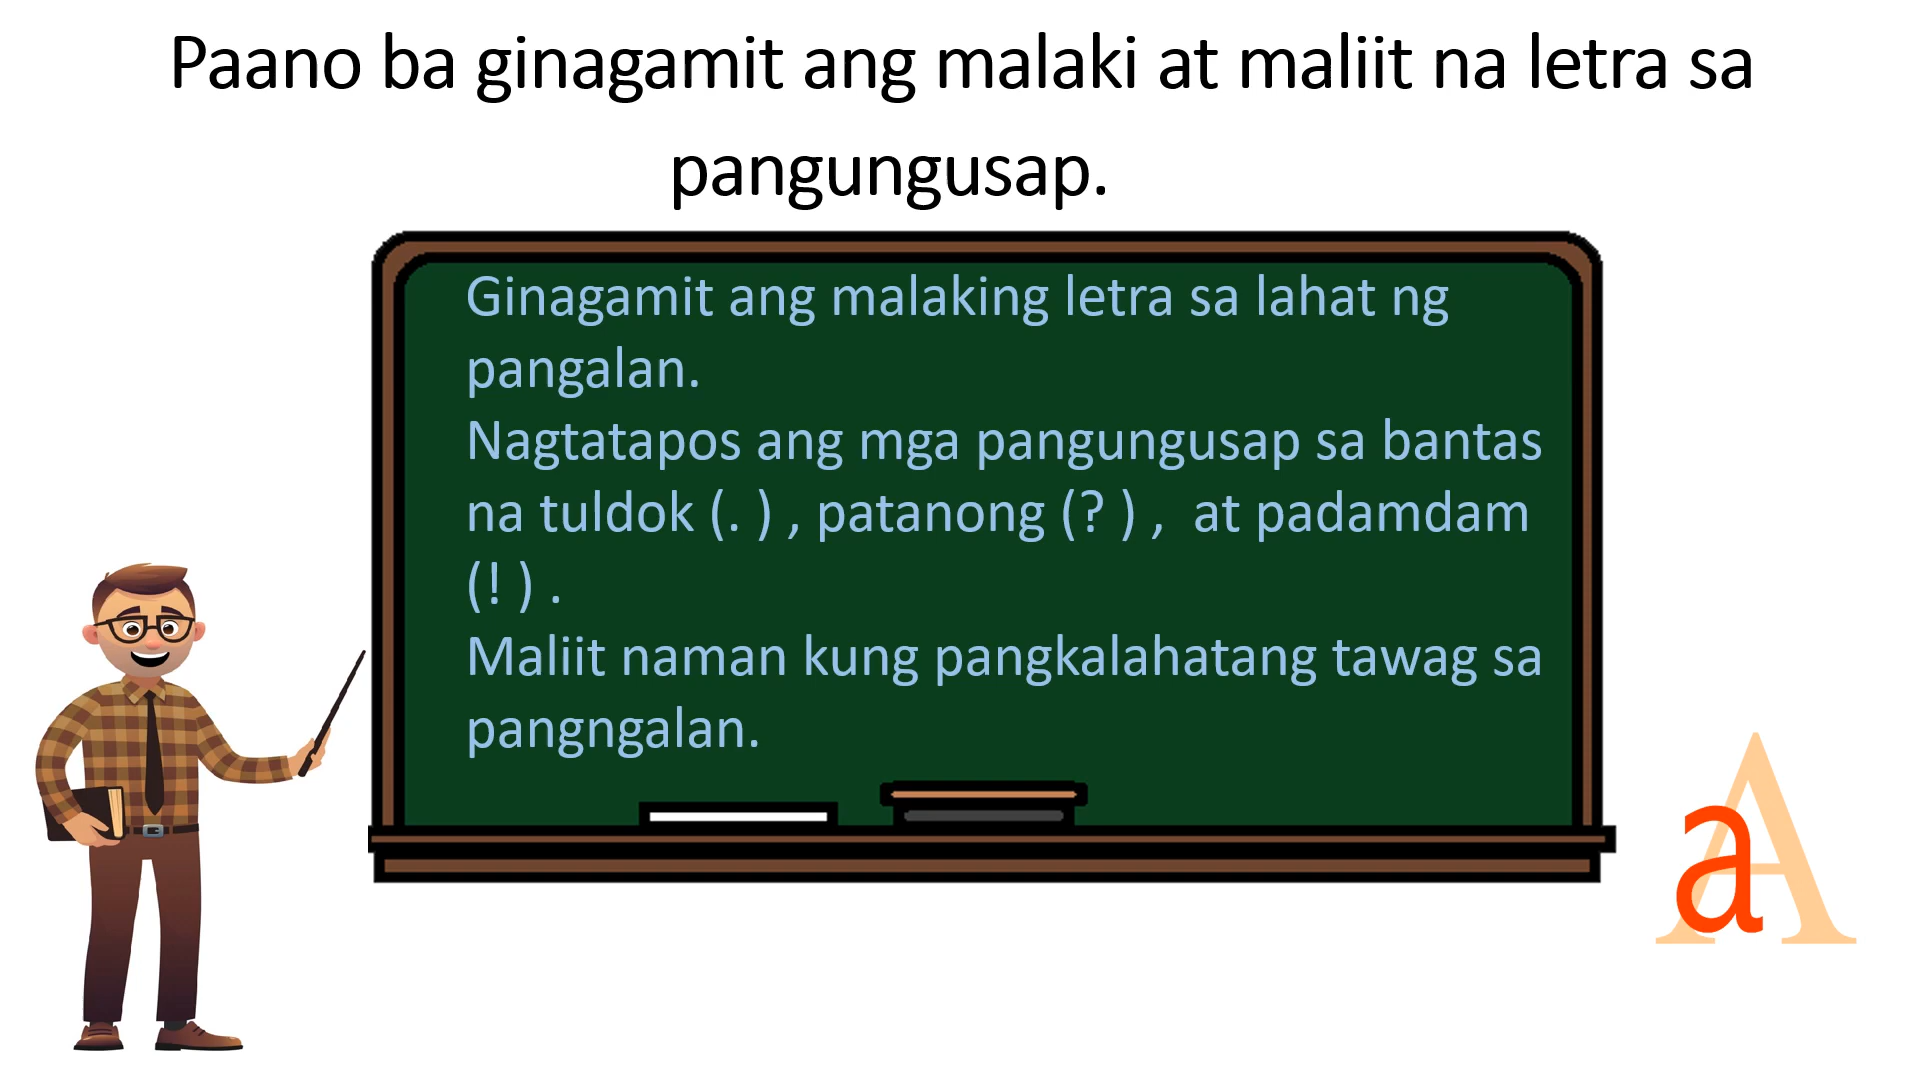 Paano ba ginagamit ang malaki at maliit na letra sa
pangungusap.
Ginagamit ang malaking letra sa lahat ng
pangalan.
Nagtatapos ang mga pangungusap sa bantas
na tuldok (. ) , patanong (? ) ,  at padamdam
(! ) .
Maliit naman kung pangkalahatang tawag sa
pangngalan.
a A